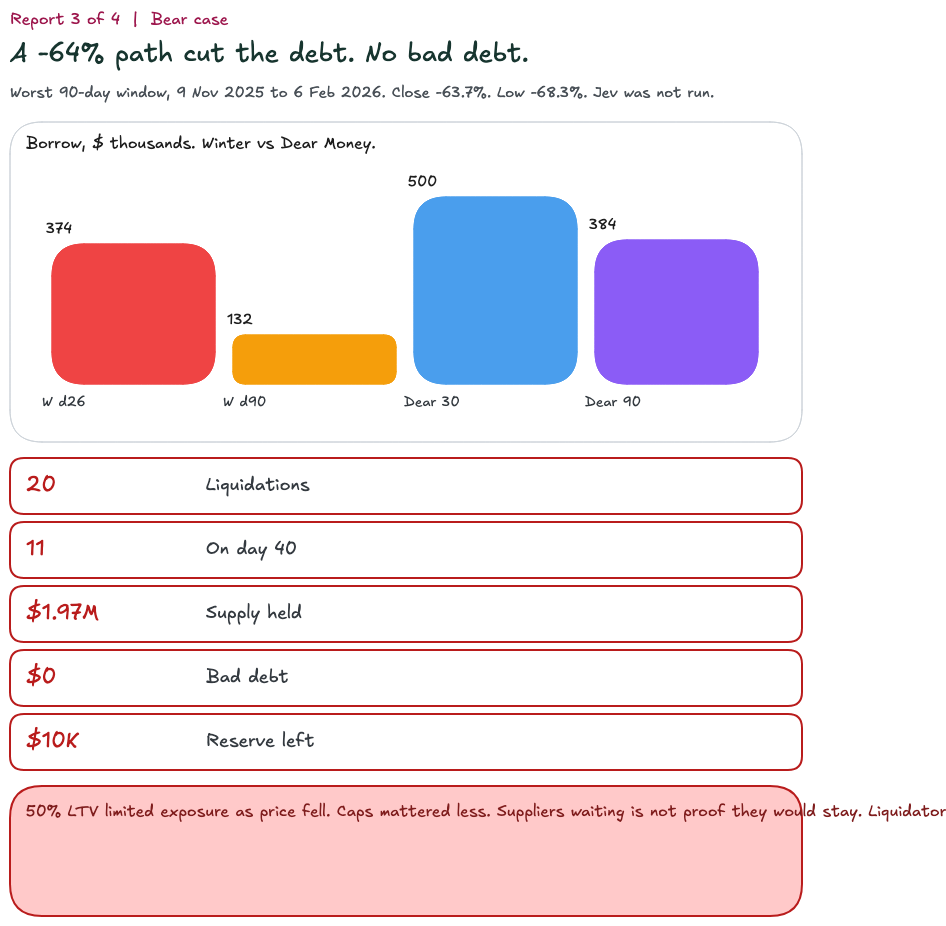 Report 3 of 4 | Bear case
A -64% path cut the debt. No bad debt.
Worst 90-day window, 9 Nov 2025 to 6 Feb 2026. Close -63.7%. Low -68.3%. Jev was not run.
Borrow, $ thousands. Winter vs Dear Money.
374
132
500
384
W d26
W d90
Dear 30
Dear 90
20 Liquidations
11 On day 40
$1.97M Supply held
$0 Bad debt
$10K Reserve left
50% LTV limited exposure as price fell. Caps mattered less. Suppliers waiting is not proof they would stay. Liquidator